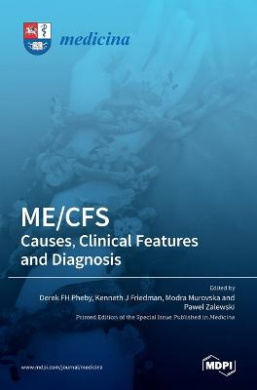 medicina
ME/CFS
Causes, Clinical Features
and Diagnosis
Edited by
Derek FH Pheby, Kenneth J Friedman, Modra Murovska and
Pawel Zalewski
Printed Edition of the Special Issue Published in Medicina
www.mdpi.com/journal/medicina
MDPI